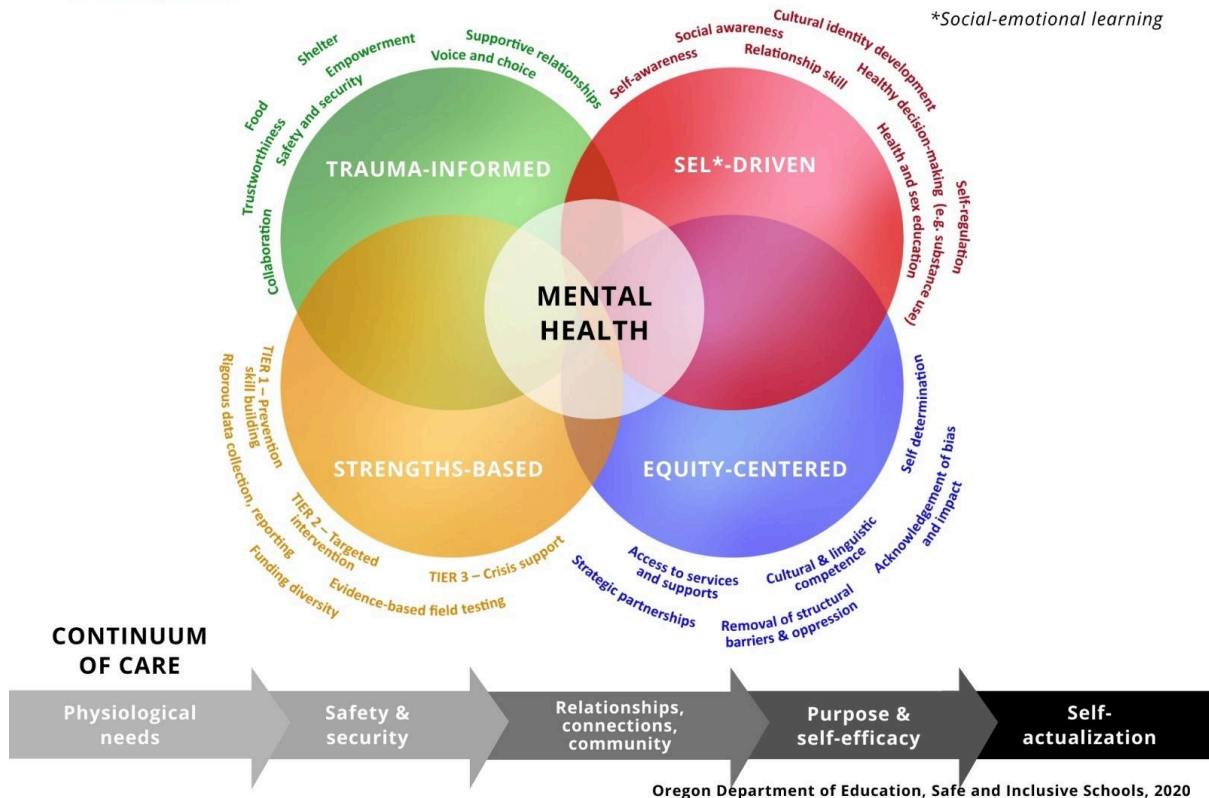 *Social-emotional learning
Shelter
Empowerment
Supportive relationships
Voice and choice
Food
Safety and security
Trustworthiness
Collaboration
TRAUMA-INFORMED
Social awareness
Cultural identity development
Self-awareness
Relationship skill
Healthy decision-making (e.g. substance use)
Health and sex education
Self-regulation
SEL*-DRIVEN
MENTAL
HEALTH
TIER 1 – Prevention
skill building
Rigorous data collection, reporting
TIER 2 – Targeted
intervention
Funding diversity
Evidence-based field testing
TIER 3 – Crisis support
STRENGTHS-BASED
EQUITY-CENTERED
Self determination
Acknowledgement of bias
and impact
Cultural & linguistic
competence
Access to services
and supports
Strategic partnerships
Removal of structural
barriers & oppression
CONTINUUM
OF CARE
Physiological
needs
Safety &
security
Relationships,
connections,
community
Purpose &
self-efficacy
Self-
actualization
Oregon Department of Education, Safe and Inclusive Schools, 2020